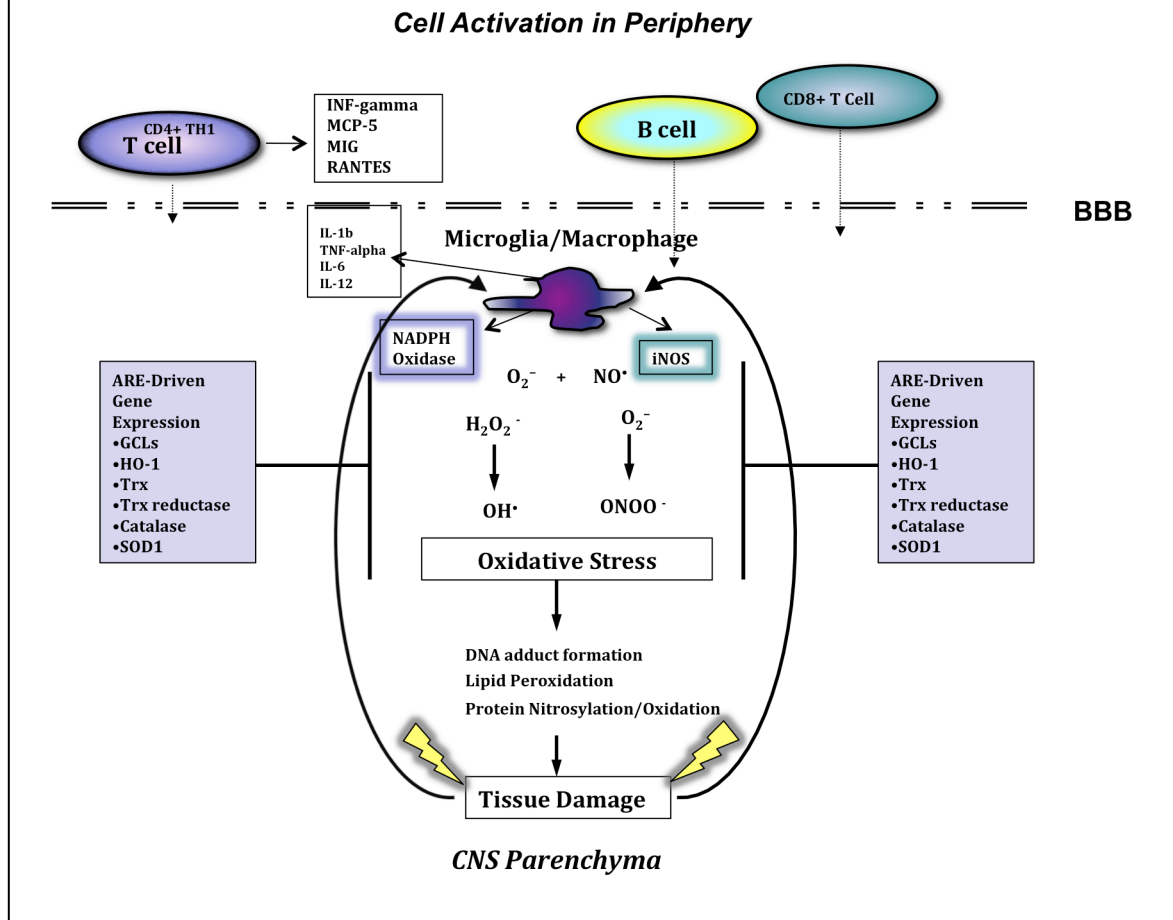 Cell Activation in Periphery
CD4+ TH1
T cell
INF-gamma
MCP-5
MIG
RANTES
B cell
CD8+ T Cell
BBB
IL-1b
TNF-alpha
IL-6
IL-12
Microglia/Macrophage
NADPH
Oxidase
iNOS
O₂⁻ + NO•
H₂O₂⁻
O₂⁻
OH•
ONOO⁻
ARE-Driven
Gene
Expression
•GCLs
•HO-1
•Trx
•Trx reductase
•Catalase
•SOD1
ARE-Driven
Gene
Expression
•GCLs
•HO-1
•Trx
•Trx reductase
•Catalase
•SOD1
Oxidative Stress
DNA adduct formation
Lipid Peroxidation
Protein Nitrosylation/Oxidation
Tissue Damage
CNS Parenchyma